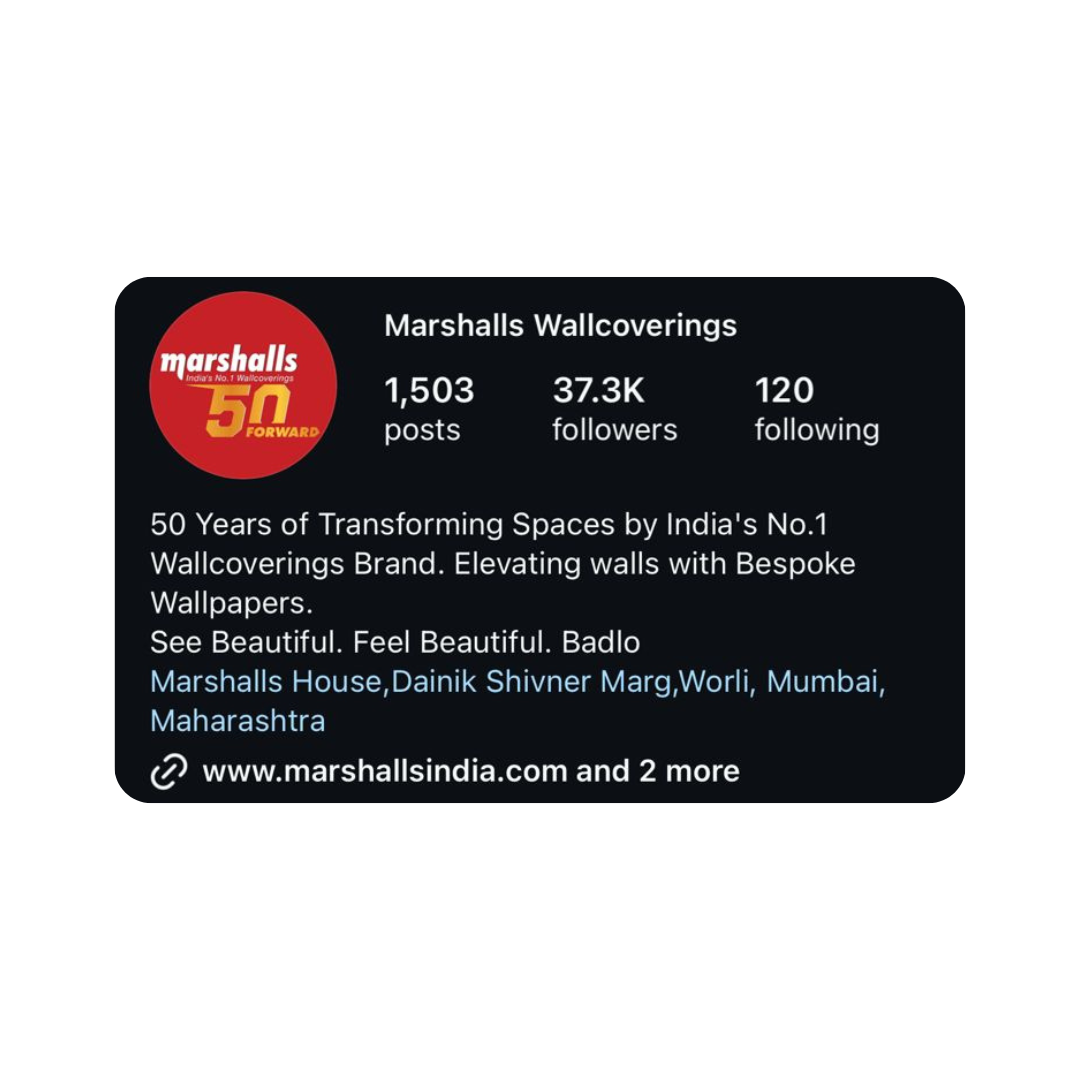 marshalls
India's No.1 Wallcoverings
50
FORWARD
Marshalls Wallcoverings
1,503 37.3K 120
posts followers following
50 Years of Transforming Spaces by India's No.1
Wallcoverings Brand. Elevating walls with Bespoke
Wallpapers.
See Beautiful. Feel Beautiful. Badlo
Marshalls House,Dainik Shivner Marg,Worli, Mumbai,
Maharashtra
www.marshallsindia.com and 2 more